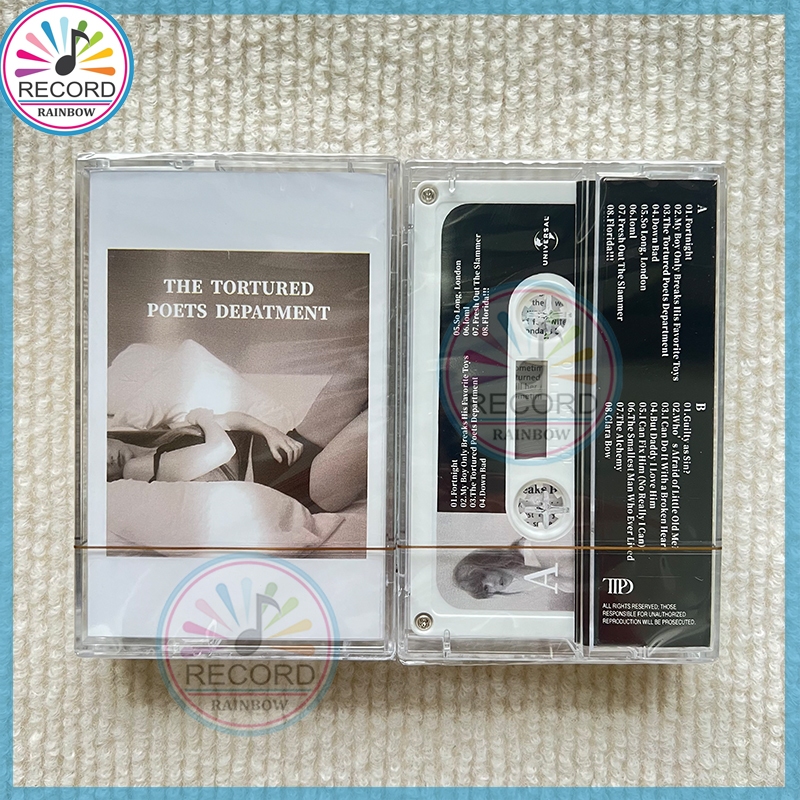 RECORD
RAINBOW
THE TORTURED
POETS DEPATMENT
UNIVERSAL
05.So Long, London
06.loml
07.Fresh Out The Slammer
08.Florida!!!
01.Fortnight
02.My Boy Only Breaks His Favorite Toys
03.The Tortured Poets Department
04.Down Bad
A
A
01.Fortnight
02.My Boy Only Breaks His Favorite Toys
03.The Tortured Poets Department
04.Down Bad
05.So Long, London
06.loml
07.Fresh Out The Slammer
08.Florida!!!
B
01.Guilty as Sin?
02.Who's Afraid of Little Old Me
03.I Can Do It With a Broken Hear
04.But Daddy I Love Him
05.I Can Fix Him (No Really I Can)
06.The Smallest Man Who Ever Lived
07.The Alchemy
08.Clara Bow
TTPD
ALL RIGHTS RESERVED; THOSE
RESPONSIBLE FOR UNAUTHORIZED
REPRODUCTION WILL BE PROSECUTED.
RECORD
RAINBOW
RECORD
RAINBOW